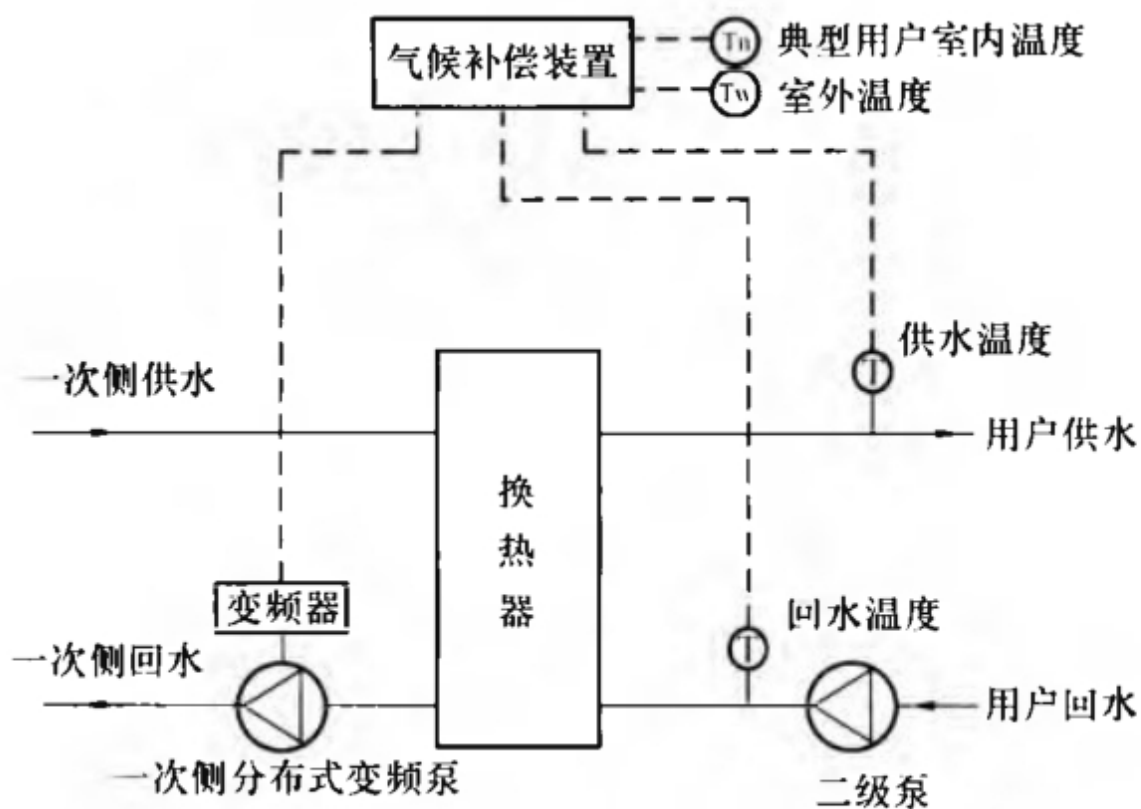 气候补偿装置
Tn 典型用户室内温度
Tw 室外温度
供水温度
T
一次侧供水
用户供水
换热器
变频器
回水温度
T
一次侧回水
用户回水
一次侧分布式变频泵
二级泵